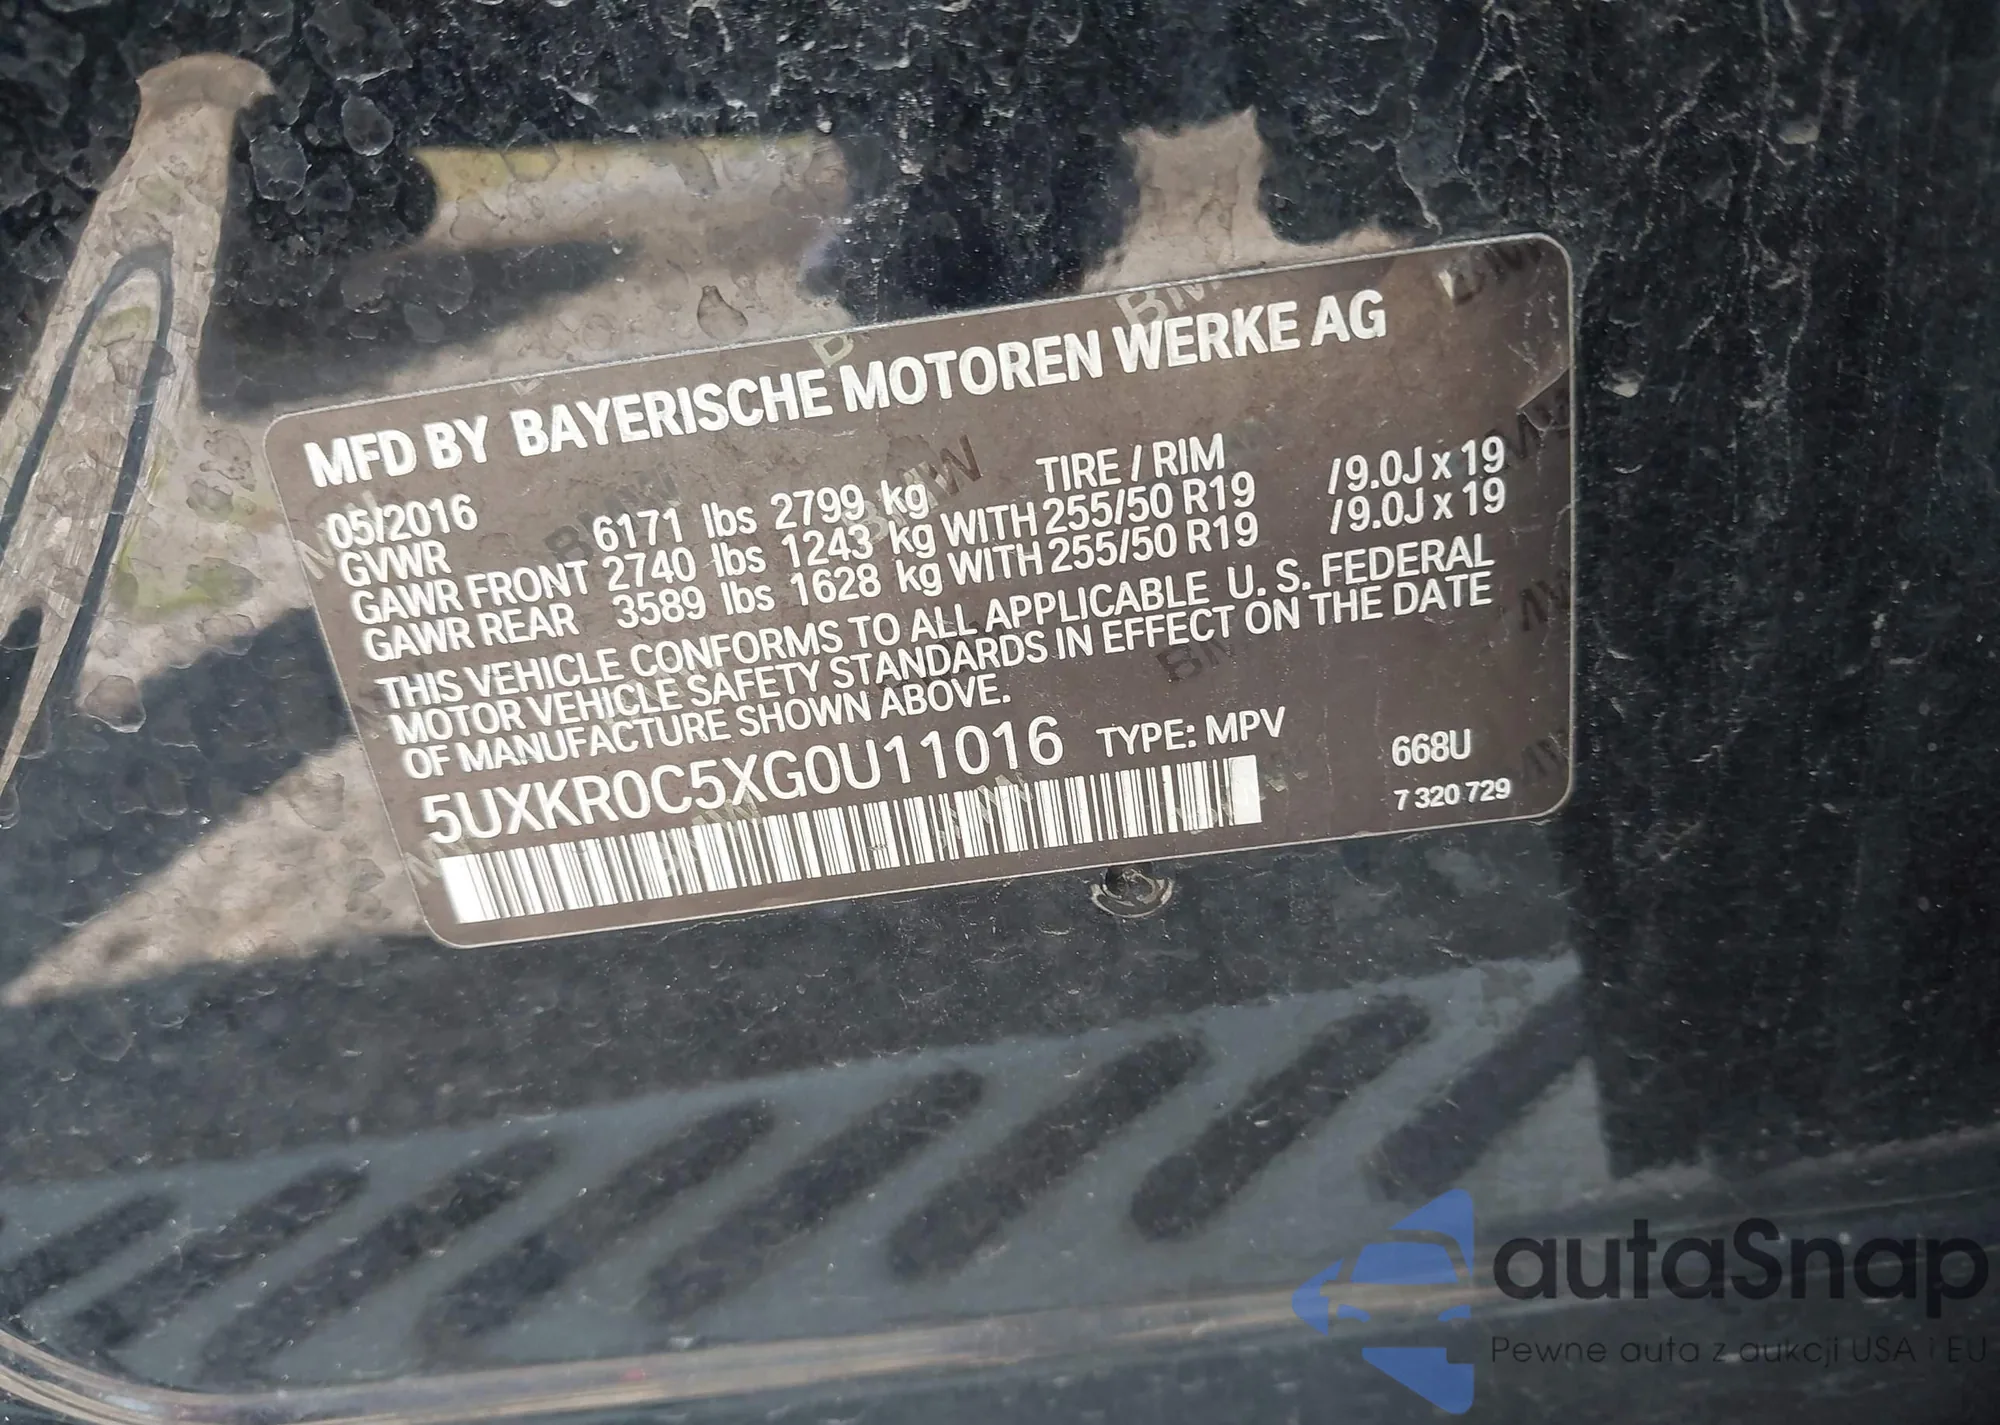 MFD BY BAYERISCHE MOTOREN WERKE AG
05/2016 TIRE / RIM
GVWR 6171 lbs 2799 kg
GAWR FRONT 2740 lbs 1243 kg WITH 255/50 R19 /9.0J x 19
GAWR REAR 3589 lbs 1628 kg WITH 255/50 R19 /9.0J x 19
THIS VEHICLE CONFORMS TO ALL APPLICABLE U. S. FEDERAL
MOTOR VEHICLE SAFETY STANDARDS IN EFFECT ON THE DATE
OF MANUFACTURE SHOWN ABOVE.
5UXKR0C5XG0U11016 TYPE: MPV 668U
7 320 729
autaSnap
Pewne auta z aukcji USA i EU